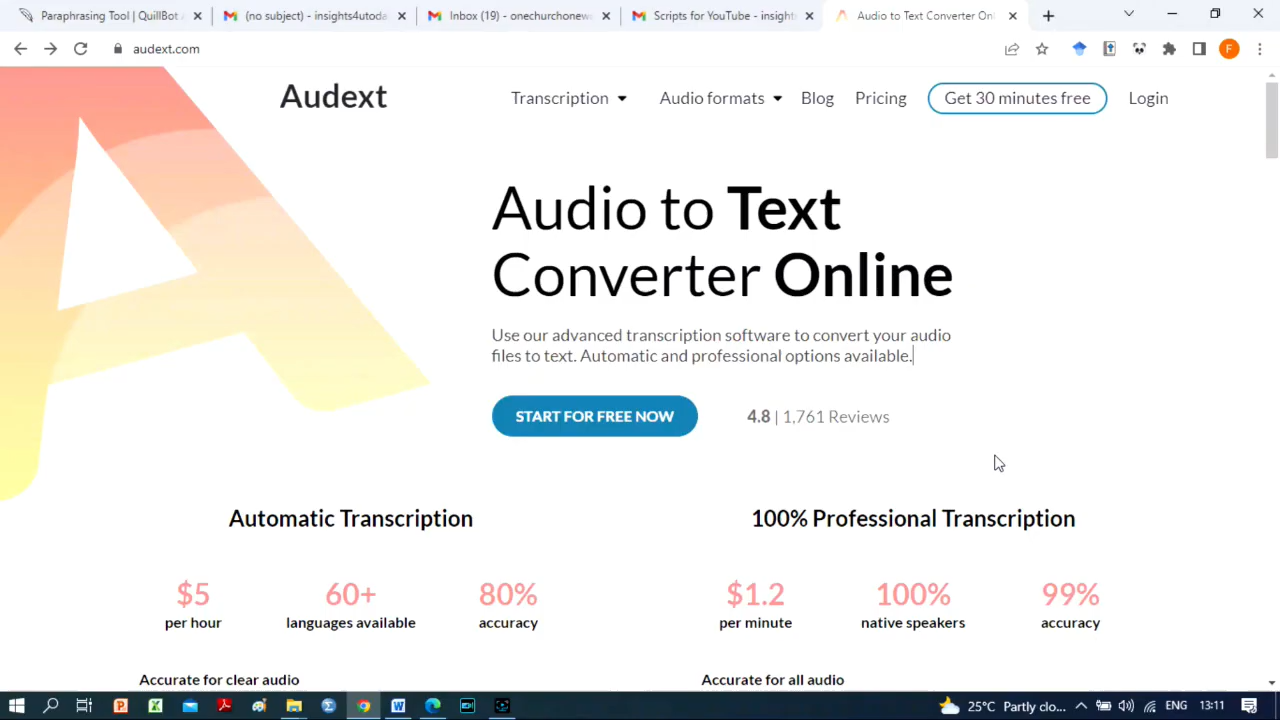 Paraphrasing Tool | QuillBot A
(no subject) - insights4utoda
Inbox (19) - onechurchonew
Scripts for YouTube - insight
Audio to Text Converter Onl
audext.com
F
Audext
Transcription
Audio formats
Blog
Pricing
Get 30 minutes free
Login
Audio to Text
Converter Online
Use our advanced transcription software to convert your audio
files to text. Automatic and professional options available.
START FOR FREE NOW
4.8 | 1,761 Reviews
Automatic Transcription
100% Professional Transcription
$5
60+
80%
$1.2
100%
99%
per hour
languages available
accuracy
per minute
native speakers
accuracy
Accurate for clear audio
Accurate for all audio
25°C Partly clo...
ENG
13:11